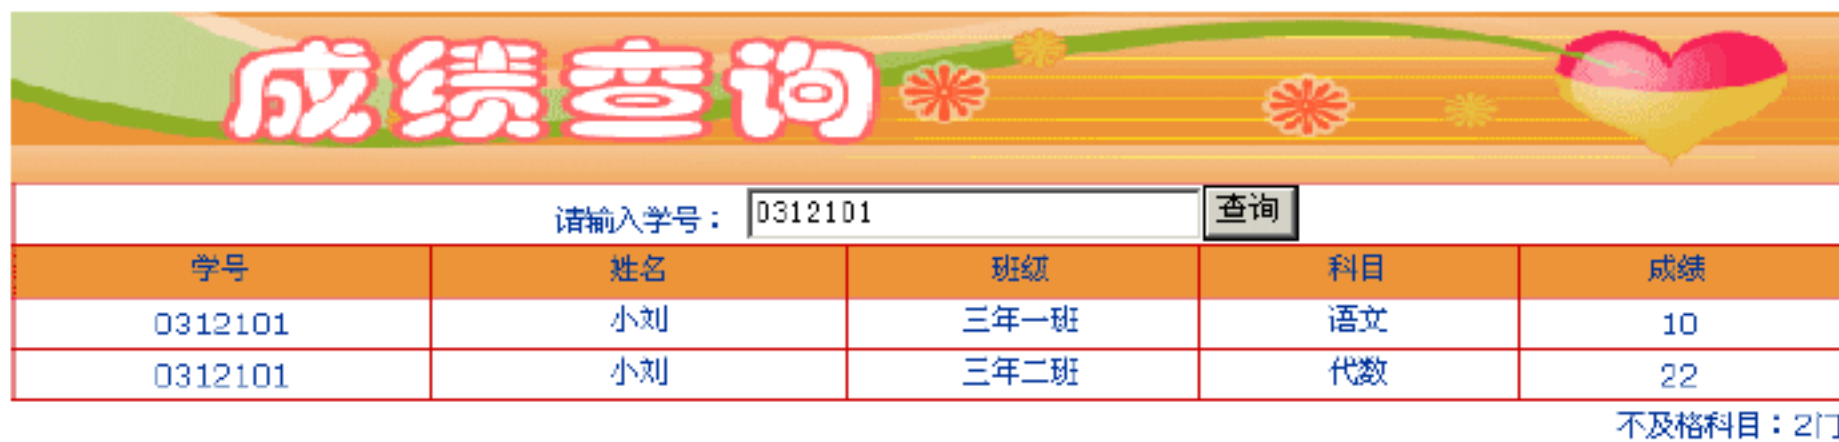 成绩查询
请输入学号： 0312101 查询
学号 姓名 班级 科目 成绩
0312101 小刘 三年一班 语文 10
0312101 小刘 三年二班 代数 22
不及格科目：2门